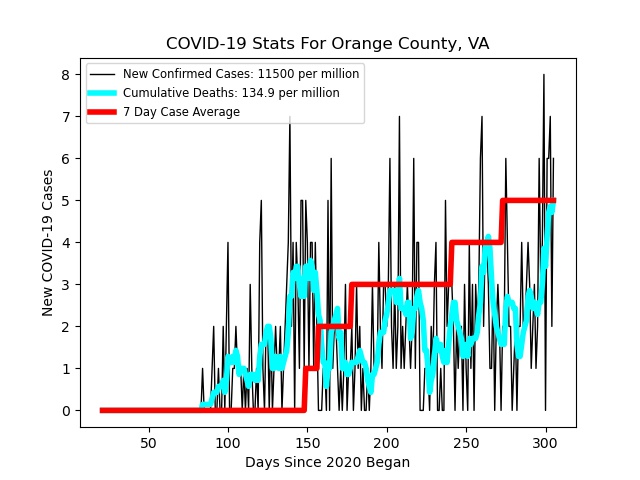 COVID-19 Stats For Orange County, VA
New Confirmed Cases: 11500 per million
Cumulative Deaths: 134.9 per million
7 Day Case Average
New COVID-19 Cases
8
7
6
5
4
3
2
1
0
50 100 150 200 250 300
Days Since 2020 Began